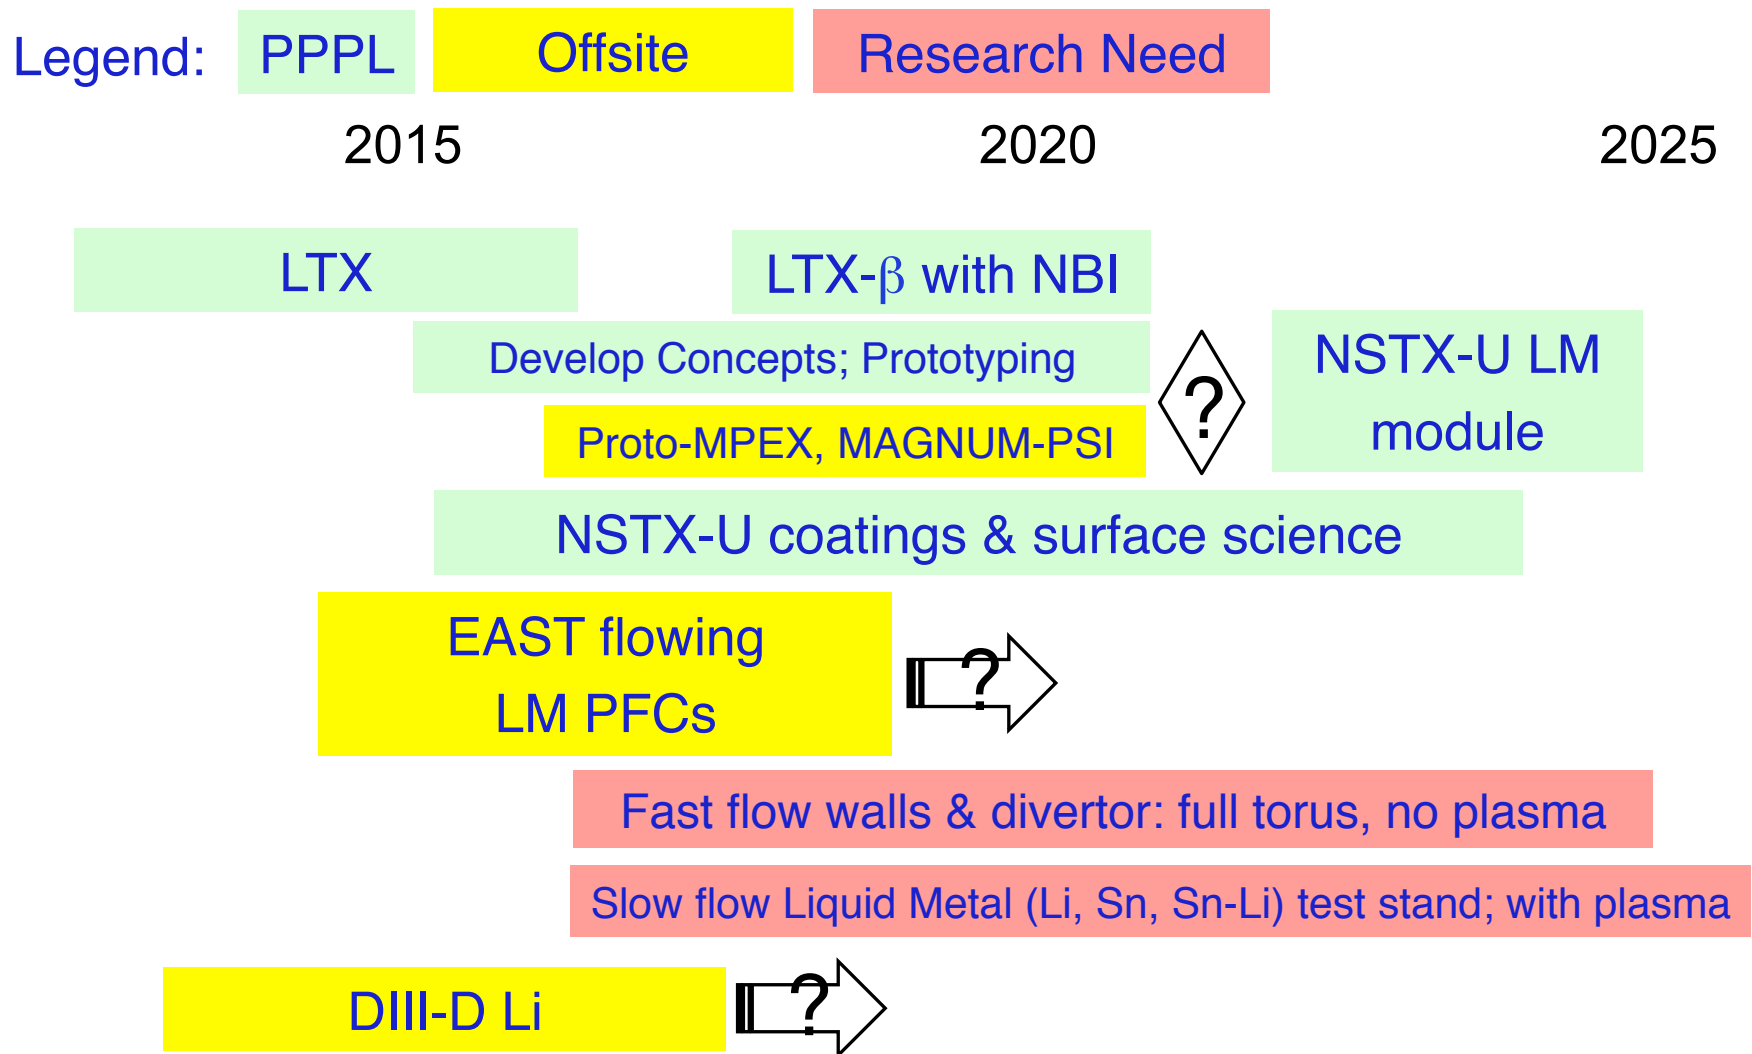 Legend: PPPL Offsite Research Need
2015 2020 2025
LTX
LTX-β with NBI
Develop Concepts; Prototyping
Proto-MPEX, MAGNUM-PSI
?
NSTX-U LM
module
NSTX-U coatings & surface science
EAST flowing
LM PFCs
?
Fast flow walls & divertor: full torus, no plasma
Slow flow Liquid Metal (Li, Sn, Sn-Li) test stand; with plasma
DIII-D Li
?